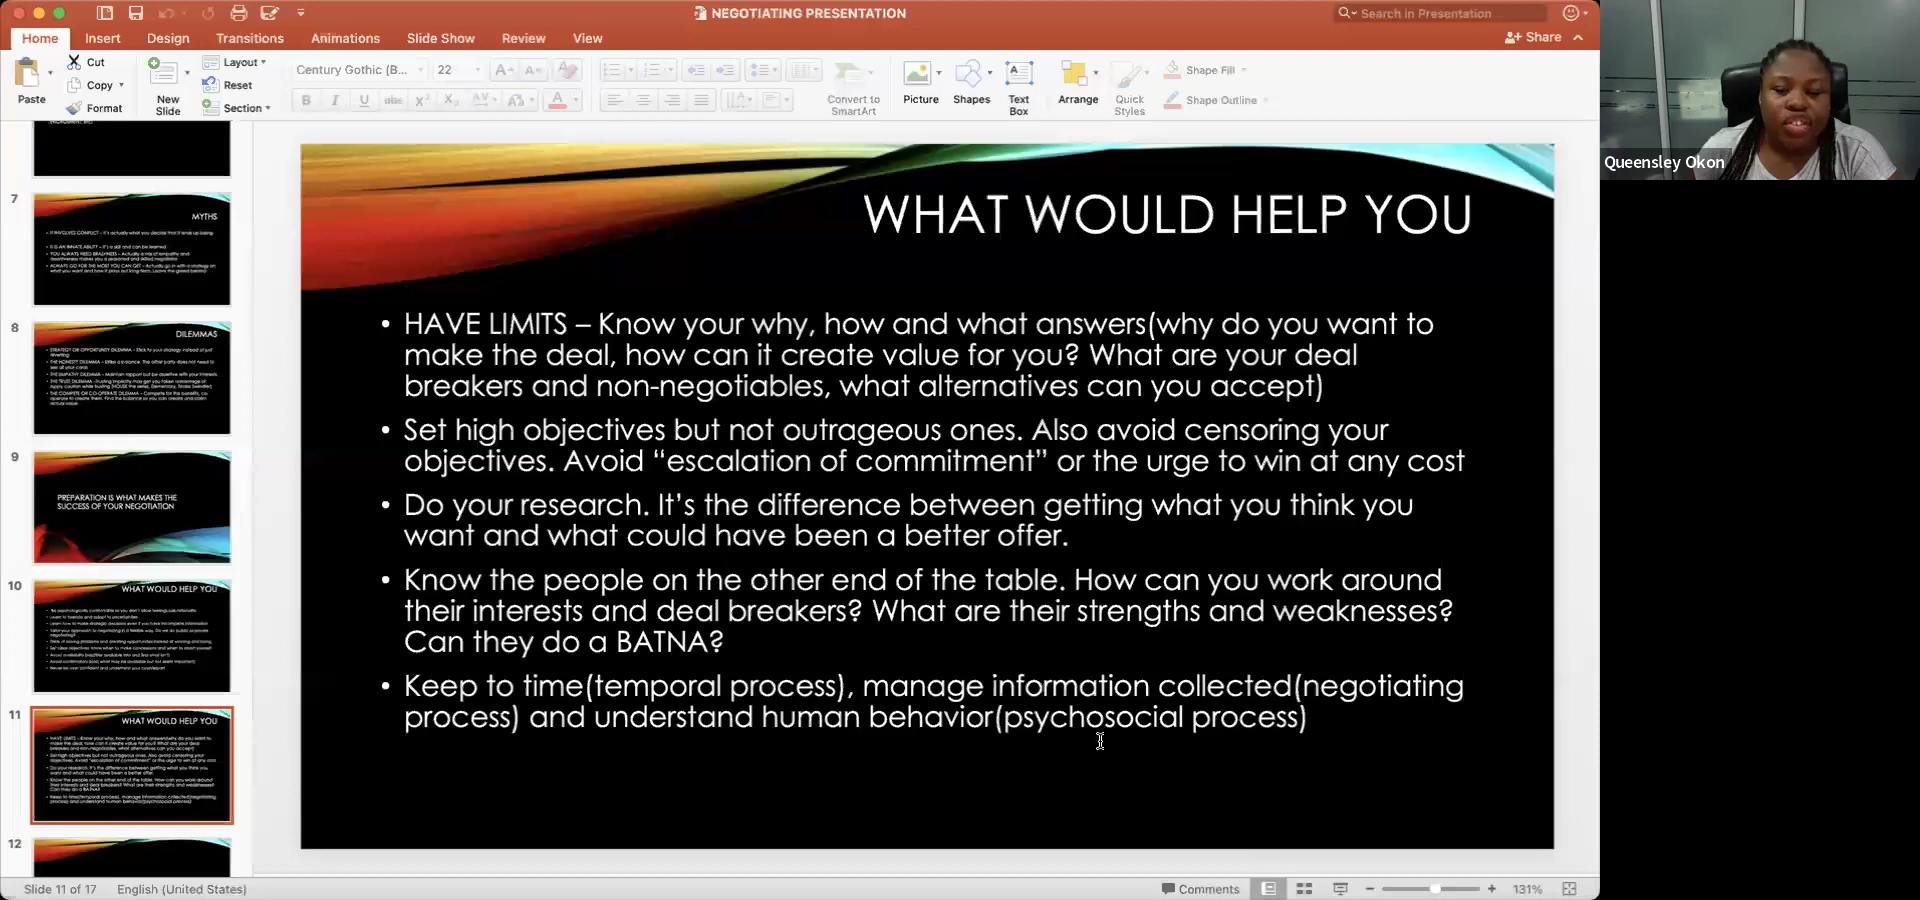 NEGOTIATING PRESENTATION
Search in Presentation
Home Insert Design Transitions Animations Slide Show Review View
Share
Paste
Cut
Copy
Format
New
Slide
Layout
Reset
Section
Century Gothic (B... 22
Convert to
SmartArt
Picture
Shapes
Text
Box
Arrange
Quick
Styles
Shape Fill
Shape Outline
Queensley Okon
7
MYTHS
8
DILEMMAS
9
PREPARATION IS WHAT MAKES THE
SUCCESS OF YOUR NEGOTIATION
10
WHAT WOULD HELP YOU
11
WHAT WOULD HELP YOU
12
WHAT WOULD HELP YOU
• HAVE LIMITS – Know your why, how and what answers(why do you want to
make the deal, how can it create value for you? What are your deal
breakers and non-negotiables, what alternatives can you accept)
• Set high objectives but not outrageous ones. Also avoid censoring your
objectives. Avoid “escalation of commitment” or the urge to win at any cost
• Do your research. It’s the difference between getting what you think you
want and what could have been a better offer.
• Know the people on the other end of the table. How can you work around
their interests and deal breakers? What are their strengths and weaknesses?
Can they do a BATNA?
• Keep to time(temporal process), manage information collected(negotiating
process) and understand human behavior(psychosocial process)
Slide 11 of 17 English (United States)
Comments
131%